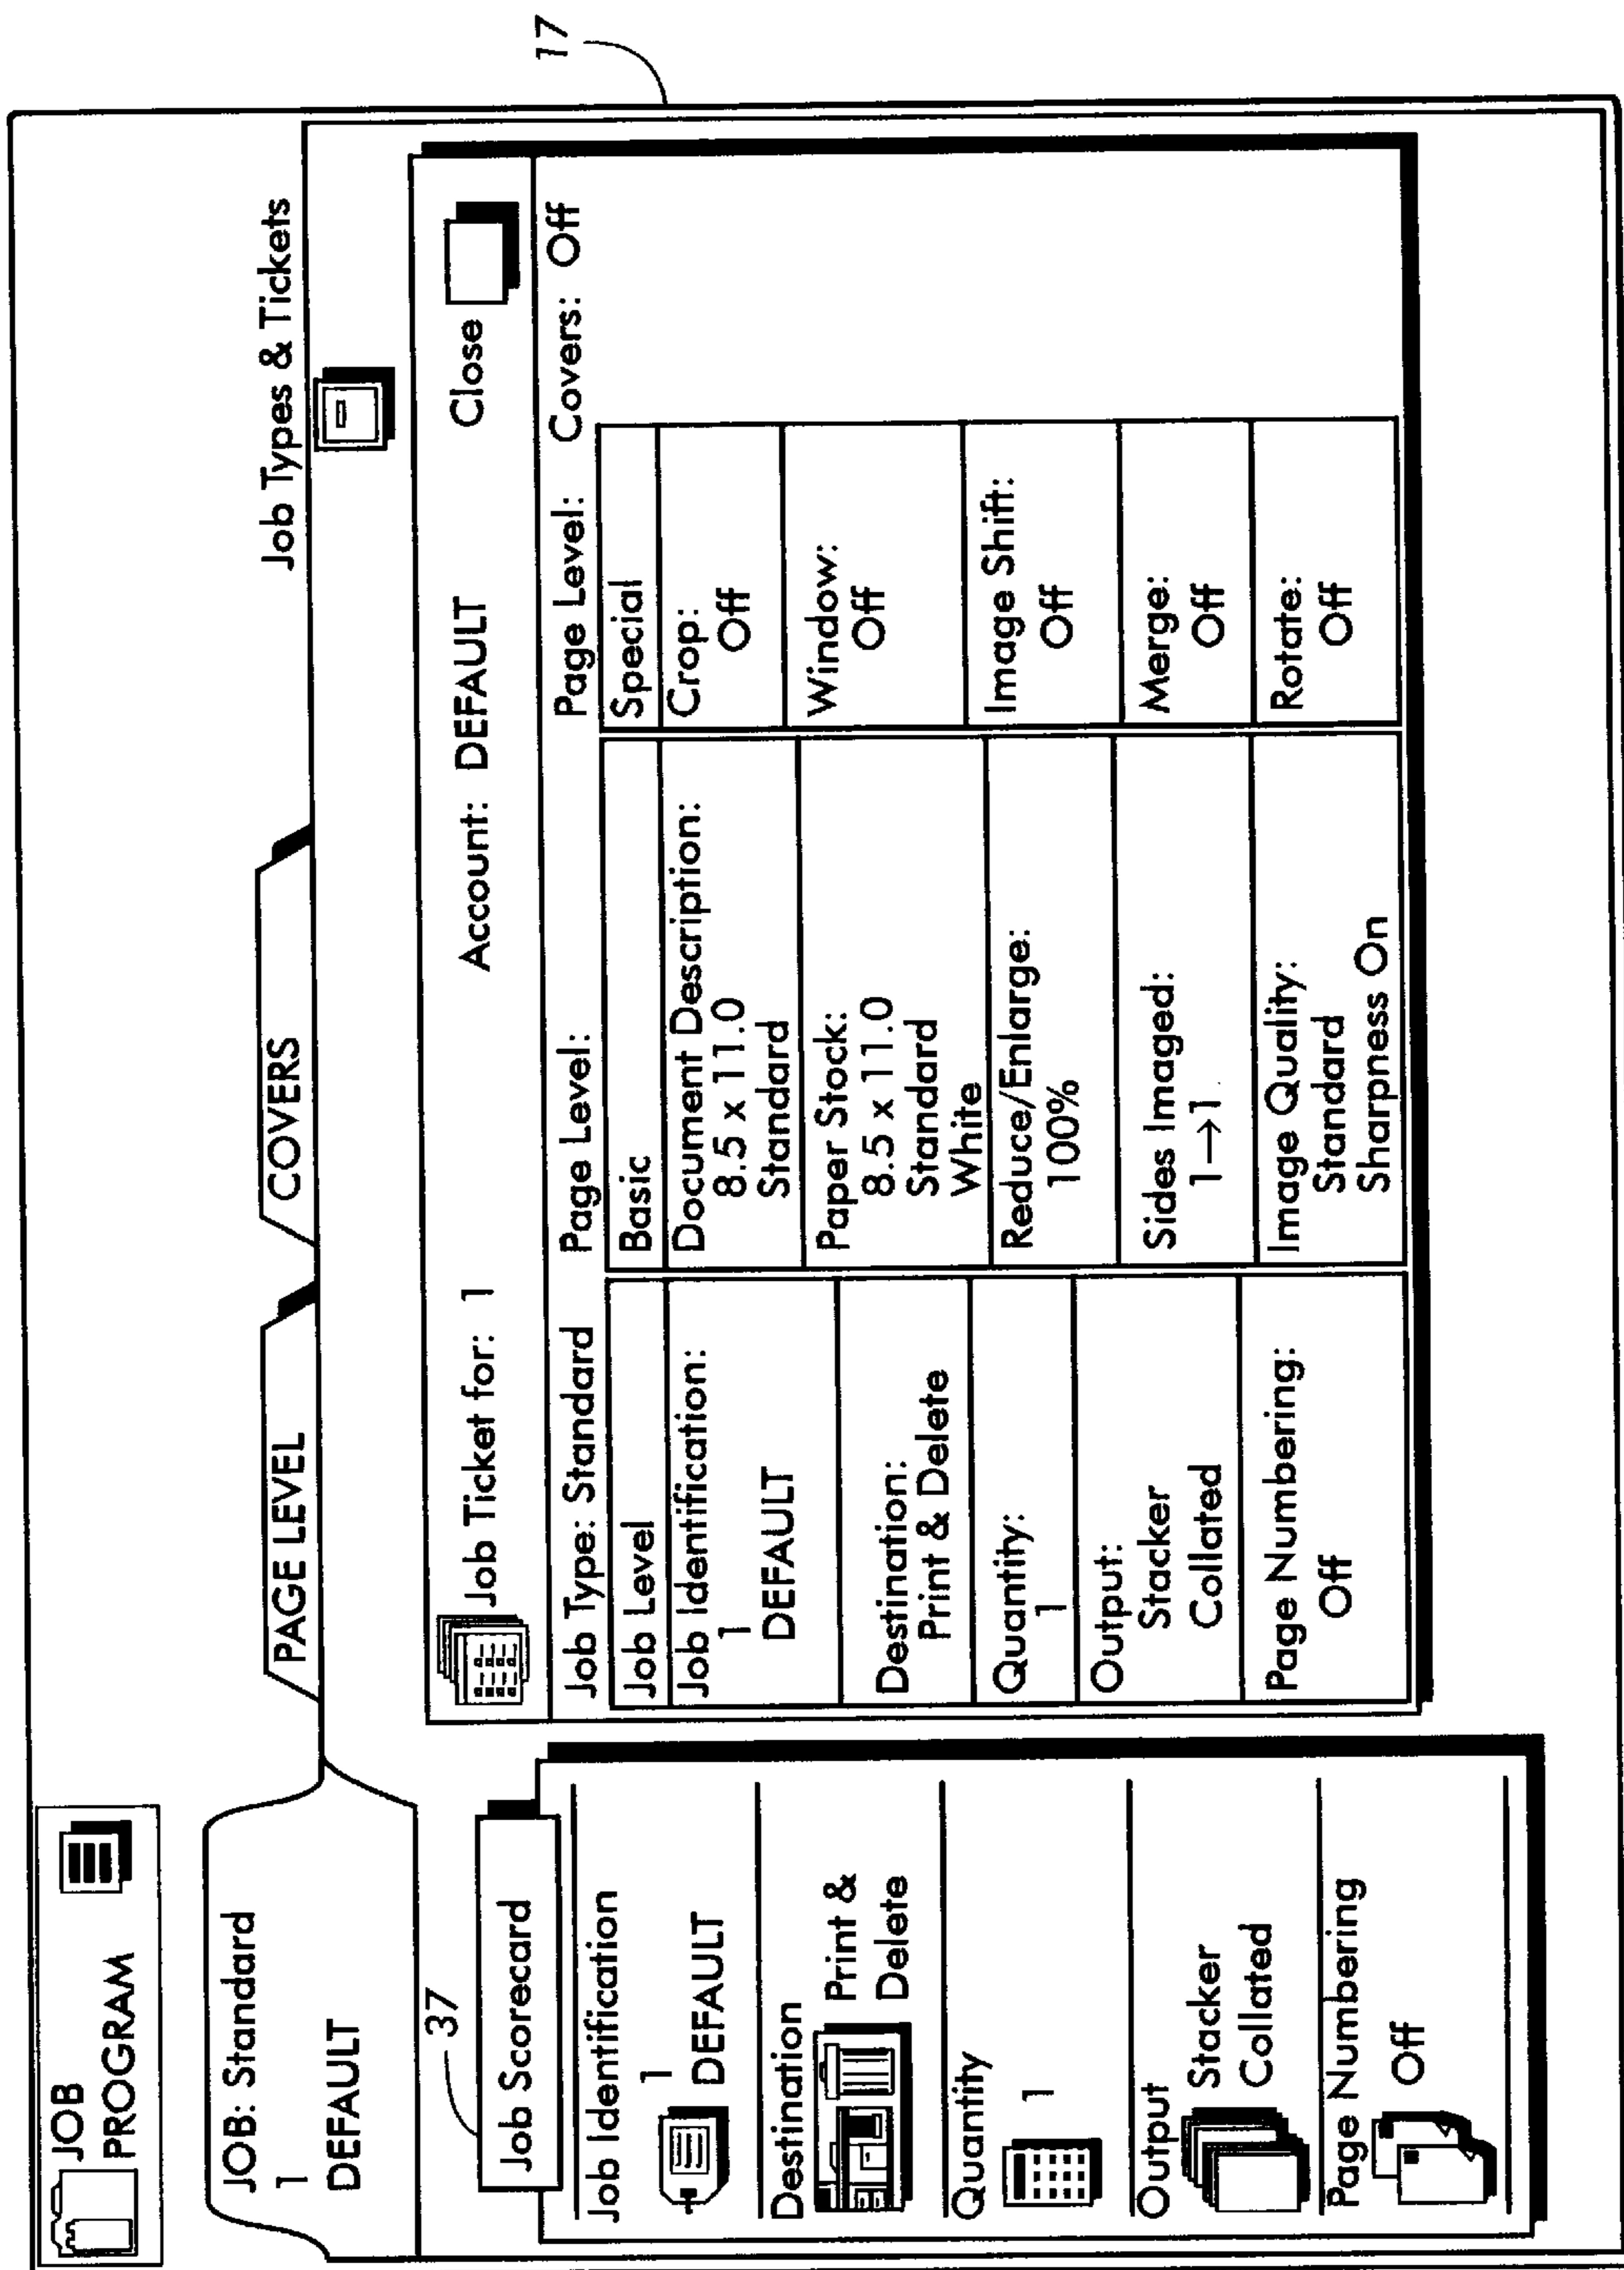 JOB
PROGRAM
JOB: Standard
1
DEFAULT
PAGE LEVEL
COVERS
Job Types & Tickets
17
37
Job Scorecard
Job Identification
1
DEFAULT
Destination
Print &
Delete
Quantity
1
Output
Stacker
Collated
Page Numbering
Off
Job Ticket for: 1
Account: DEFAULT
Close
Job Type: Standard
Job Level
Job Identification:
1
DEFAULT
Destination:
Print & Delete
Quantity:
1
Output:
Stacker
Collated
Page Numbering:
Off
Page Level:
Basic
Document Description:
8.5 x 11.0
Standard
Paper Stock:
8.5 x 11.0
Standard
White
Reduce/Enlarge:
100%
Sides Imaged:
1→1
Image Quality:
Standard
Sharpness On
Page Level:
Special
Crop:
Off
Window:
Off
Image Shift:
Off
Merge:
Off
Rotate:
Off
Covers: Off